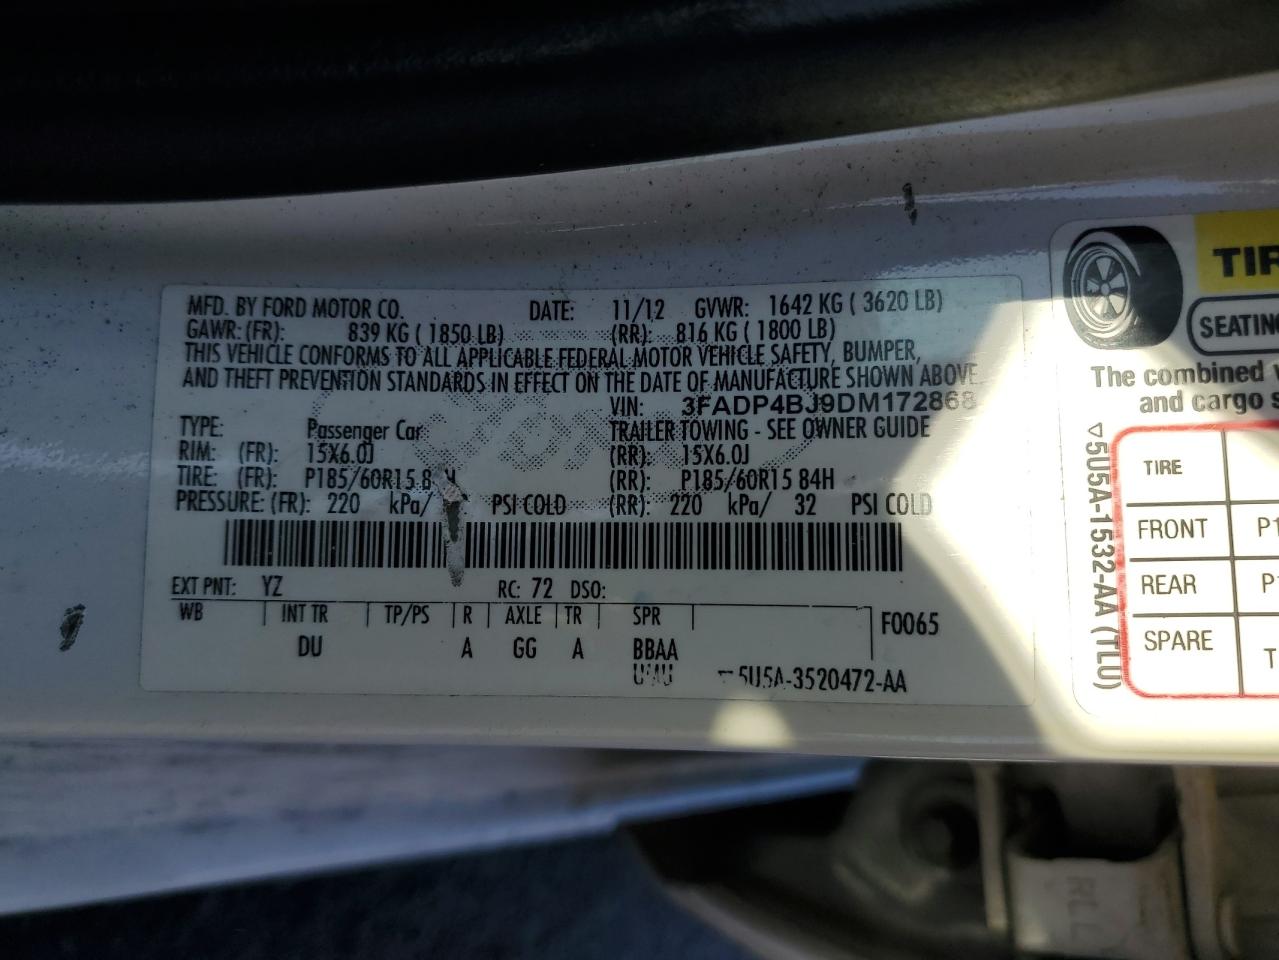 MFD. BY FORD MOTOR CO. DATE: 11/12 GVWR: 1642 KG ( 3620 LB)
GAWR: (FR): 839 KG ( 1850 LB) (RR): 816 KG ( 1800 LB)
THIS VEHICLE CONFORMS TO ALL APPLICABLE FEDERAL MOTOR VEHICLE SAFETY, BUMPER,
AND THEFT PREVENTION STANDARDS IN EFFECT ON THE DATE OF MANUFACTURE SHOWN ABOVE
VIN: 3FADP4BJ9DM172868
TYPE: Passenger Car TRAILER TOWING - SEE OWNER GUIDE
RIM: (FR): 15X6.0J (RR): 15X6.0J
TIRE: (FR): P185/60R15 8 H (RR): P185/60R15 84H
PRESSURE: (FR): 220 kPa/ PSI COLD (RR): 220 kPa/ 32 PSI COLD
EXT PNT: YZ RC: 72 DSO:
WB INT TR TP/PS R AXLE TR SPR F0065
DU A GG A BBAA
▽5U5A-3520472-AA
TIR
SEATING
The combined
and cargo s
▽5U5A-1532-AA (TLU)
TIRE
FRONT P1
REAR P1
SPARE T
RLL